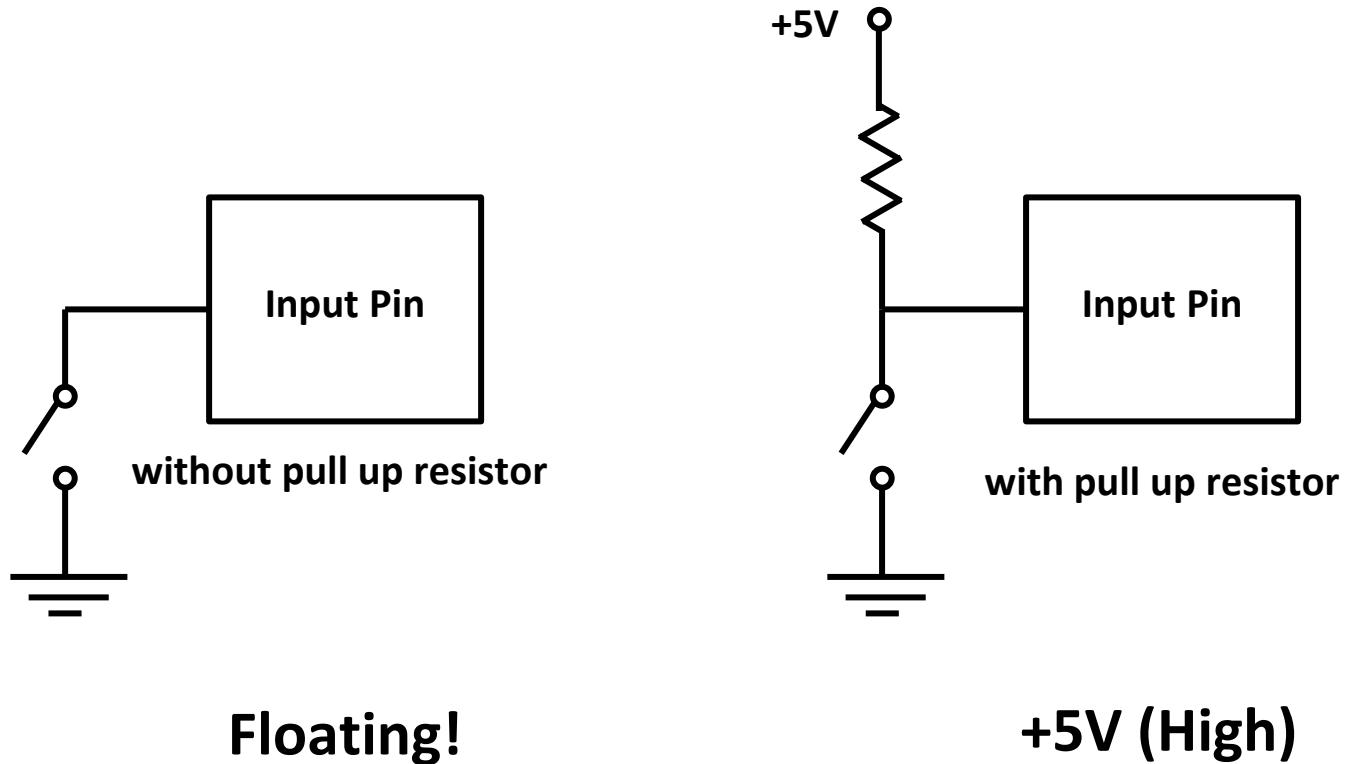 +5V
Input Pin
Input Pin
without pull up resistor
with pull up resistor
Floating!
+5V (High)